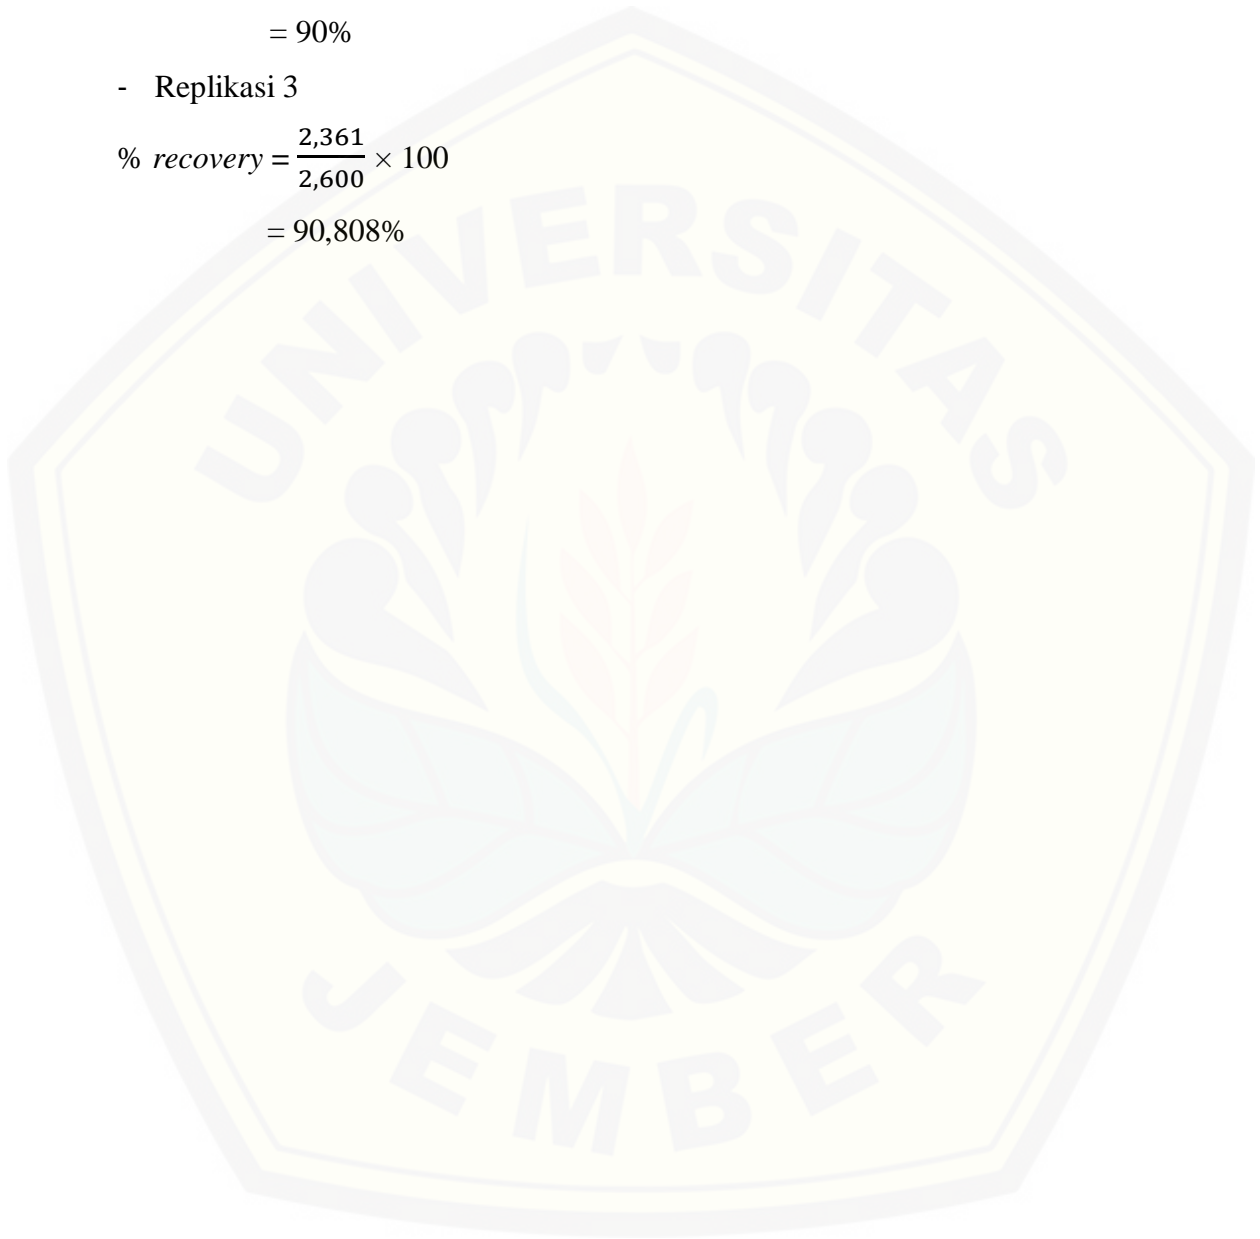 = 90%
- Replikasi 3
% recovery = 2,361/2,600 × 100
= 90,808%
UNIVERSITAS
JEMBER